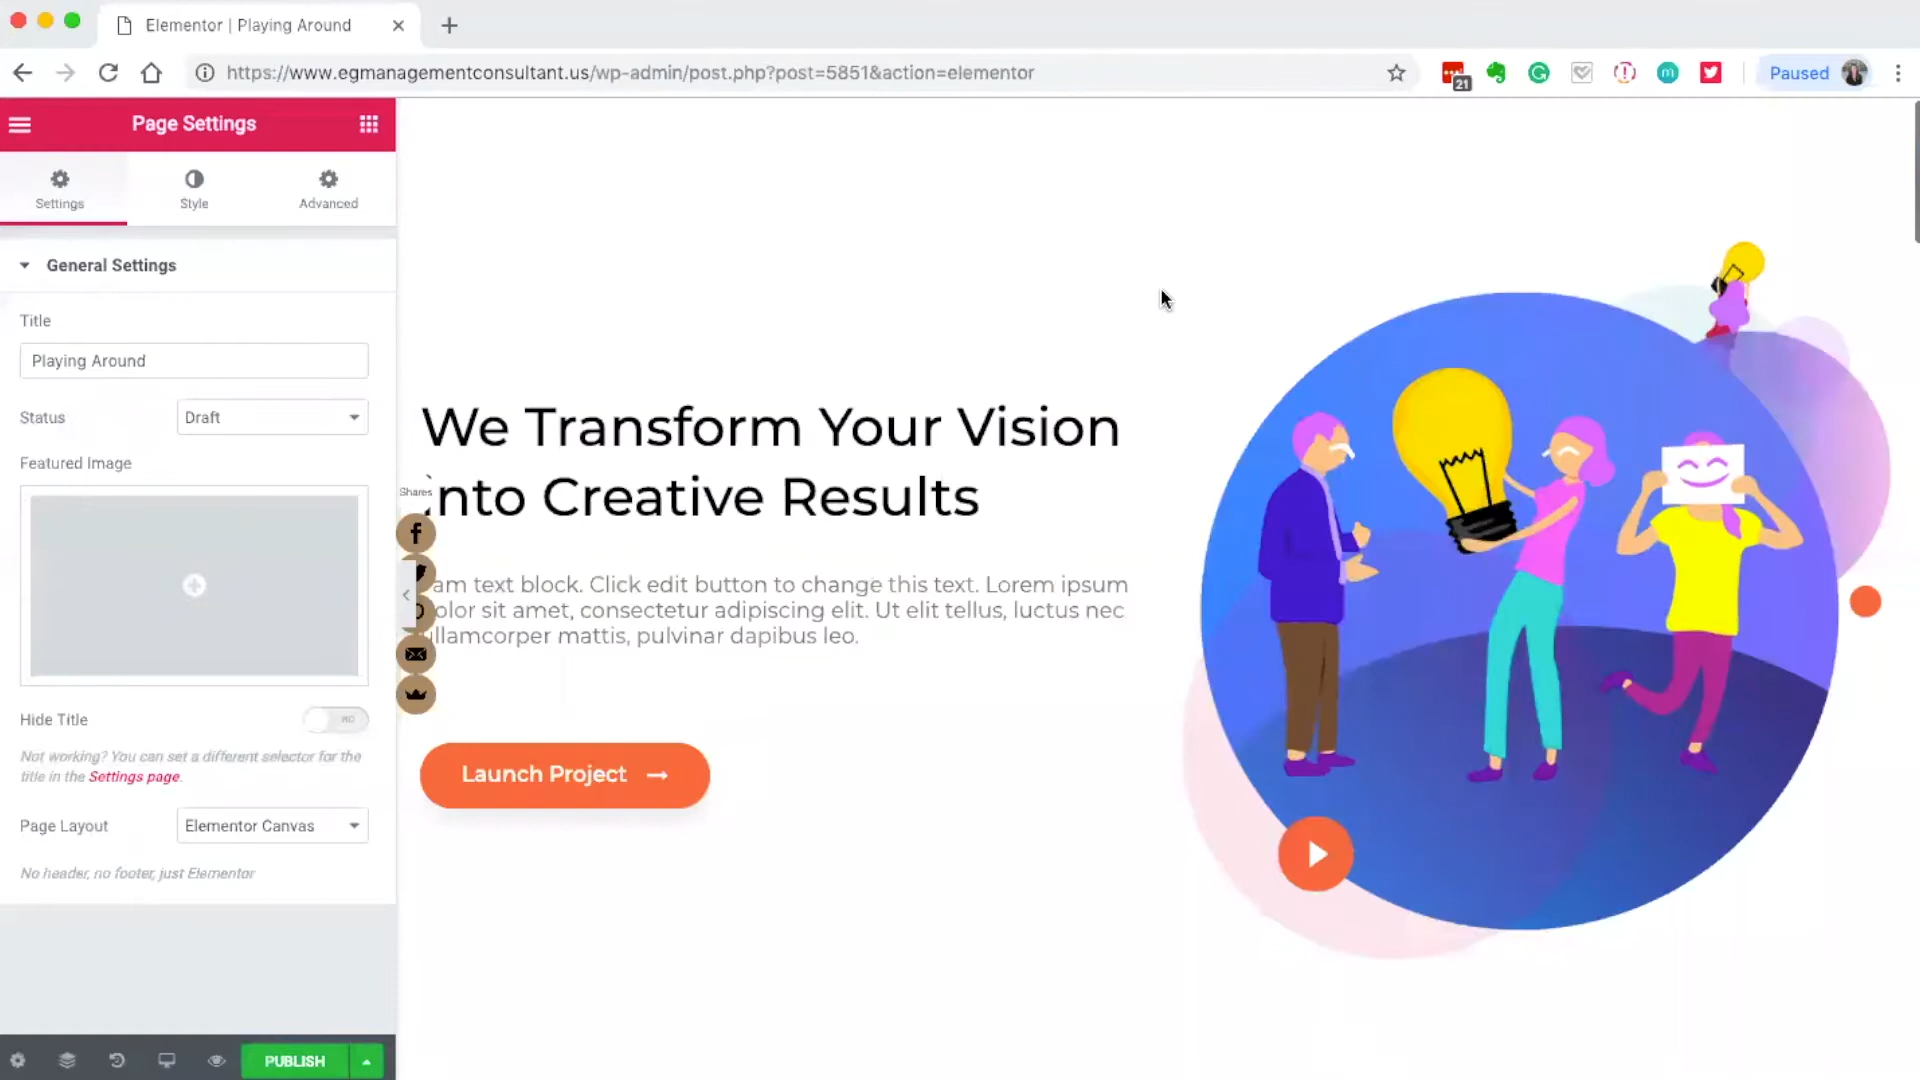 Elementor | Playing Around
https://www.egmanagementconsultant.us/wp-admin/post.php?post=5851&action=elementor
21
Paused
Page Settings
Settings
Style
Advanced
General Settings
Title
Playing Around
Status
Draft
Featured Image
Hide Title
NO
Not working? You can set a different selector for the
title in the Settings page.
Page Layout
Elementor Canvas
No header, no footer, just Elementor
PUBLISH
We Transform Your Vision
into Creative Results
Shares
am text block. Click edit button to change this text. Lorem ipsum
olor sit amet, consectetur adipiscing elit. Ut elit tellus, luctus nec
llamcorper mattis, pulvinar dapibus leo.
Launch Project →